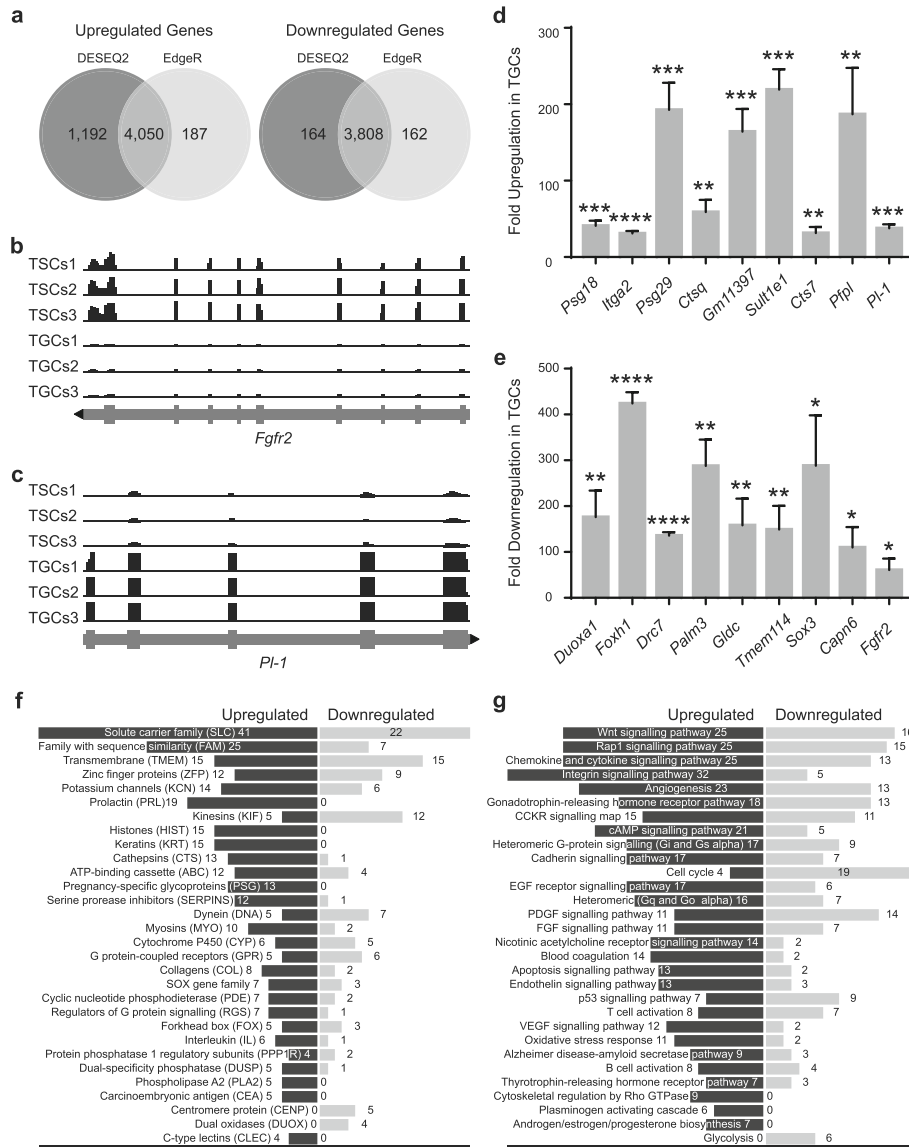 a
Upregulated Genes
DESEQ2 EdgeR
1,192 4,050 187
Downregulated Genes
DESEQ2 EdgeR
164 3,808 162
b
TSCs1
TSCs2
TSCs3
TGCs1
TGCs2
TGCs3
Fgfr2
c
TSCs1
TSCs2
TSCs3
TGCs1
TGCs2
TGCs3
Pl-1
d
Fold Upregulation in TGCs
300
200
100
0
*** **** *** ** *** *** ** ** ***
Psg18 Itga2 Psg29 Ctsq Gm11397 Sult1e1 Cts7 Pfpl Pl-1
e
Fold Downregulation in TGCs
500
400
300
200
100
0
** **** **** ** ** ** * * *
Duoxa1 Foxh1 Drc7 Palm3 Gldc Tmem114 Sox3 Capn6 Fgfr2
f
Upregulated Downregulated
Solute carrier family (SLC) 41 22
Family with sequence similarity (FAM) 25 7
Transmembrane (TMEM) 15 15
Zinc finger proteins (ZFP) 12 9
Potassium channels (KCN) 14 6
Prolactin (PRL)19 0
Kinesins (KIF) 5 12
Histones (HIST) 15 0
Keratins (KRT) 15 0
Cathepsins (CTS) 13 1
ATP-binding cassette (ABC) 12 4
Pregnancy-specific glycoproteins (PSG) 13 0
Serine prorease inhibitors (SERPINS) 12 1
Dynein (DNA) 5 7
Myosins (MYO) 10 2
Cytochrome P450 (CYP) 6 5
G protein-coupled receptors (GPR) 5 6
Collagens (COL) 8 2
SOX gene family 7 3
Cyclic nucleotide phosphodieterase (PDE) 7 2
Regulators of G protein signalling (RGS) 7 1
Forkhead box (FOX) 5 3
Interleukin (IL) 6 1
Protein phosphatase 1 regulatory subunits (PPP1R) 4 2
Dual-specificity phosphatase (DUSP) 5 1
Phospholipase A2 (PLA2) 5 0
Carcinoembryonic antigen (CEA) 5 0
Centromere protein (CENP) 0 5
Dual oxidases (DUOX) 0 4
C-type lectins (CLEC) 4 0
g
Upregulated Downregulated
Wnt signalling pathway 25
Rap1 signalling pathway 25 15
Chemokine and cytokine signalling pathway 25 13
Integrin signalling pathway 32 5
Angiogenesis 23 13
Gonadotrophin-releasing hormone receptor pathway 18 13
CCKR signalling map 15 11
cAMP signalling pathway 21 5
Heteromeric G-protein signalling (Gi and Gs alpha) 17 9
Cadherin signalling pathway 17 7
Cell cycle 4 19
EGF receptor signalling pathway 17 6
Heteromeric (Gq and Go alpha) 16 7
PDGF signalling pathway 11 14
FGF signalling pathway 11 7
Nicotinic acetylcholine receptor signalling pathway 14 2
Blood coagulation 14 2
Apoptosis signalling pathway 13 2
Endothelin signalling pathway 13 3
p53 signalling pathway 7 9
T cell activation 8 7
VEGF signalling pathway 12 2
Oxidative stress response 11 2
Alzheimer disease-amyloid secretase pathway 9 3
B cell activation 8 4
Thyrotrophin-releasing hormone receptor pathway 7 3
Cytoskeletal regulation by Rho GTPase 9 0
Plasminogen activating cascade 6 0
Androgen/estrogen/progesterone biosynthesis 7 0
Glycolysis 0 6